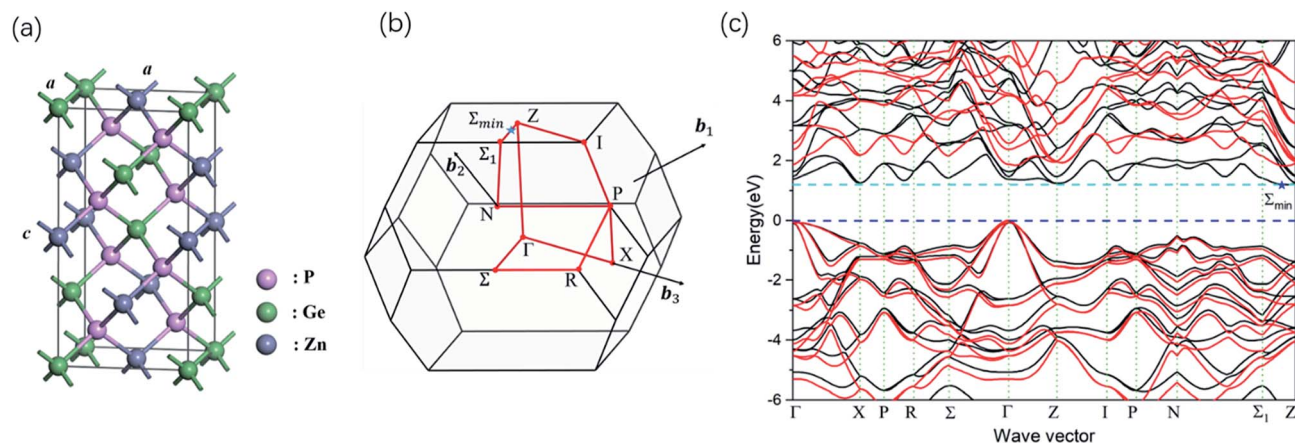 (a)
a
a
c
: P
: Ge
: Zn
(b)
Σmin
Z
Σ1
I
b1
b2
N
P
Γ
X
Σ
R
b3
(c)
Energy(eV)
6
4
2
0
-2
-4
-6
Σmin
Γ X P R Σ Γ Z I P N Σ1 Z
Wave vector